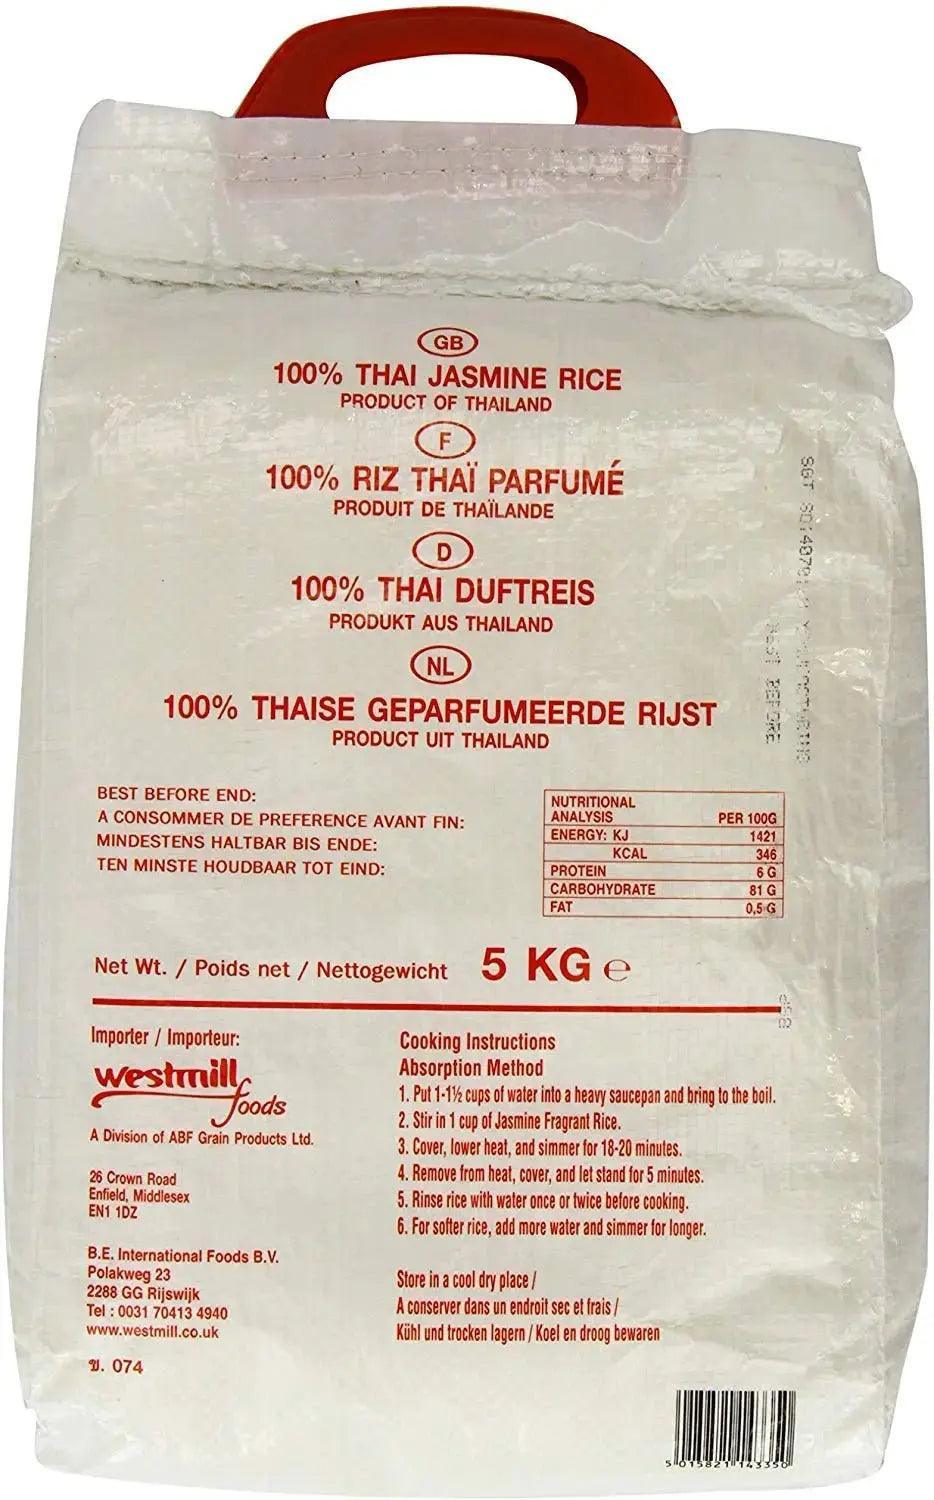 GB
100% THAI JASMINE RICE
PRODUCT OF THAILAND
F
100% RIZ THAÏ PARFUMÉ
PRODUIT DE THAÏLANDE
D
100% THAI DUFTREIS
PRODUKT AUS THAILAND
NL
100% THAISE GEPARFUMEERDE RIJST
PRODUCT UIT THAILAND
BEST BEFORE
BEST BEFORE END:
A CONSOMMER DE PREFERENCE AVANT FIN:
MINDESTENS HALTBAR BIS ENDE:
TEN MINSTE HOUDBAAR TOT EIND:
NUTRITIONAL
ANALYSIS PER 100G
ENERGY: KJ 1421
KCAL 346
PROTEIN 6 G
CARBOHYDRATE 81 G
FAT 0,5 G
Net Wt. / Poids net / Nettogewicht 5 KG ℮
Importer / Importeur:
westmill
foods
A Division of ABF Grain Products Ltd.
26 Crown Road
Enfield, Middlesex
EN1 1DZ
B.E. International Foods B.V.
Polakweg 23
2288 GG Rijswijk
Tel : 0031 70413 4940
www.westmill.co.uk
ข. 074
Cooking Instructions
Absorption Method
1. Put 1-1½ cups of water into a heavy saucepan and bring to the boil.
2. Stir in 1 cup of Jasmine Fragrant Rice.
3. Cover, lower heat, and simmer for 18-20 minutes.
4. Remove from heat, cover, and let stand for 5 minutes.
5. Rinse rice with water once or twice before cooking.
6. For softer rice, add more water and simmer for longer.
Store in a cool dry place /
A conserver dans un endroit sec et frais /
Kühl und trocken lagern / Koel en droog bewaren
5 015821 143350